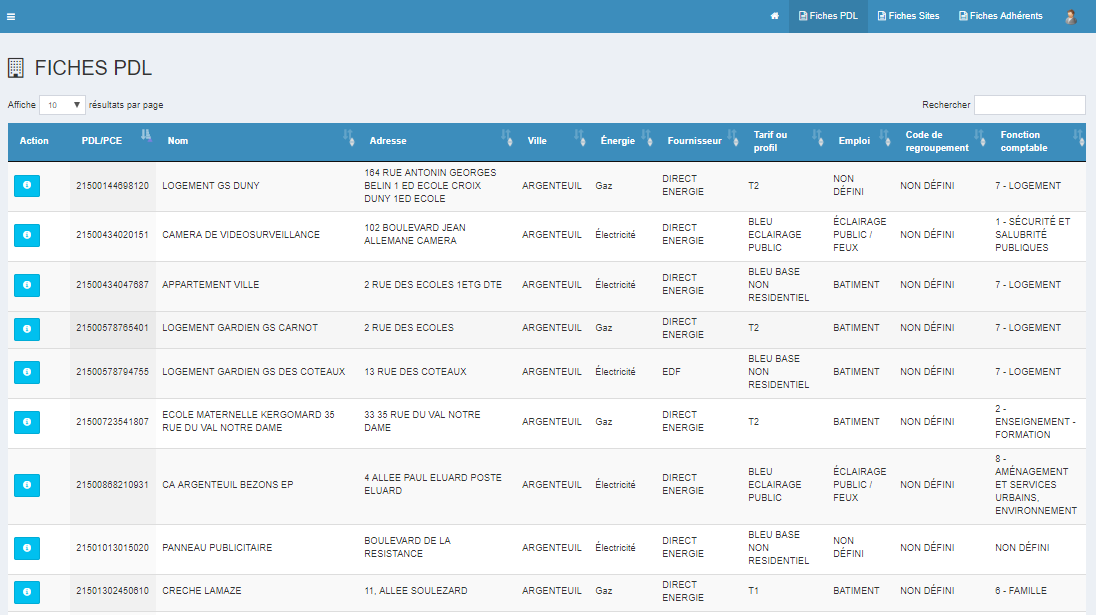 Fiches PDL Fiches Sites Fiches Adhérents
FICHES PDL
Affiche 10 résultats par page Rechercher
Action PDL/PCE Nom Adresse Ville Énergie Fournisseur Tarif ou profil Emploi Code de regroupement Fonction comptable
21500144698120 LOGEMENT GS DUNY 164 RUE ANTONIN GEORGES BELIN 1 ED ECOLE CROIX DUNY 1ED ECOLE ARGENTEUIL Gaz DIRECT ENERGIE T2 NON DÉFINI NON DÉFINI 7 - LOGEMENT
21500434020151 CAMERA DE VIDEOSURVEILLANCE 102 BOULEVARD JEAN ALLEMANE CAMERA ARGENTEUIL Électricité DIRECT ENERGIE BLEU ECLAIRAGE PUBLIC ÉCLAIRAGE PUBLIC / FEUX NON DÉFINI 1 - SÉCURITÉ ET SALUBRITÉ PUBLIQUES
21500434047687 APPARTEMENT VILLE 2 RUE DES ECOLES 1ETG DTE ARGENTEUIL Électricité DIRECT ENERGIE BLEU BASE NON RESIDENTIEL BATIMENT NON DÉFINI 7 - LOGEMENT
21500578765401 LOGEMENT GARDIEN GS CARNOT 2 RUE DES ECOLES ARGENTEUIL Gaz DIRECT ENERGIE T2 BATIMENT NON DÉFINI 7 - LOGEMENT
21500578794755 LOGEMENT GARDIEN GS DES COTEAUX 13 RUE DES COTEAUX ARGENTEUIL Électricité EDF BLEU BASE NON RESIDENTIEL BATIMENT NON DÉFINI 7 - LOGEMENT
21500723541807 ECOLE MATERNELLE KERGOMARD 35 RUE DU VAL NOTRE DAME 33 35 RUE DU VAL NOTRE DAME ARGENTEUIL Gaz DIRECT ENERGIE T2 BATIMENT NON DÉFINI 2 - ENSEIGNEMENT - FORMATION
21500868210931 CA ARGENTEUIL BEZONS EP 4 ALLEE PAUL ELUARD POSTE ELUARD ARGENTEUIL Électricité DIRECT ENERGIE BLEU ECLAIRAGE PUBLIC ÉCLAIRAGE PUBLIC / FEUX NON DÉFINI 8 - AMÉNAGEMENT ET SERVICES URBAINS, ENVIRONNEMENT
21501013015020 PANNEAU PUBLICITAIRE BOULEVARD DE LA RESISTANCE ARGENTEUIL Électricité DIRECT ENERGIE BLEU BASE NON RESIDENTIEL NON DÉFINI NON DÉFINI NON DÉFINI
21501302450610 CRECHE LAMAZE 11, ALLEE SOULEZARD ARGENTEUIL Gaz DIRECT ENERGIE T1 BATIMENT NON DÉFINI 6 - FAMILLE